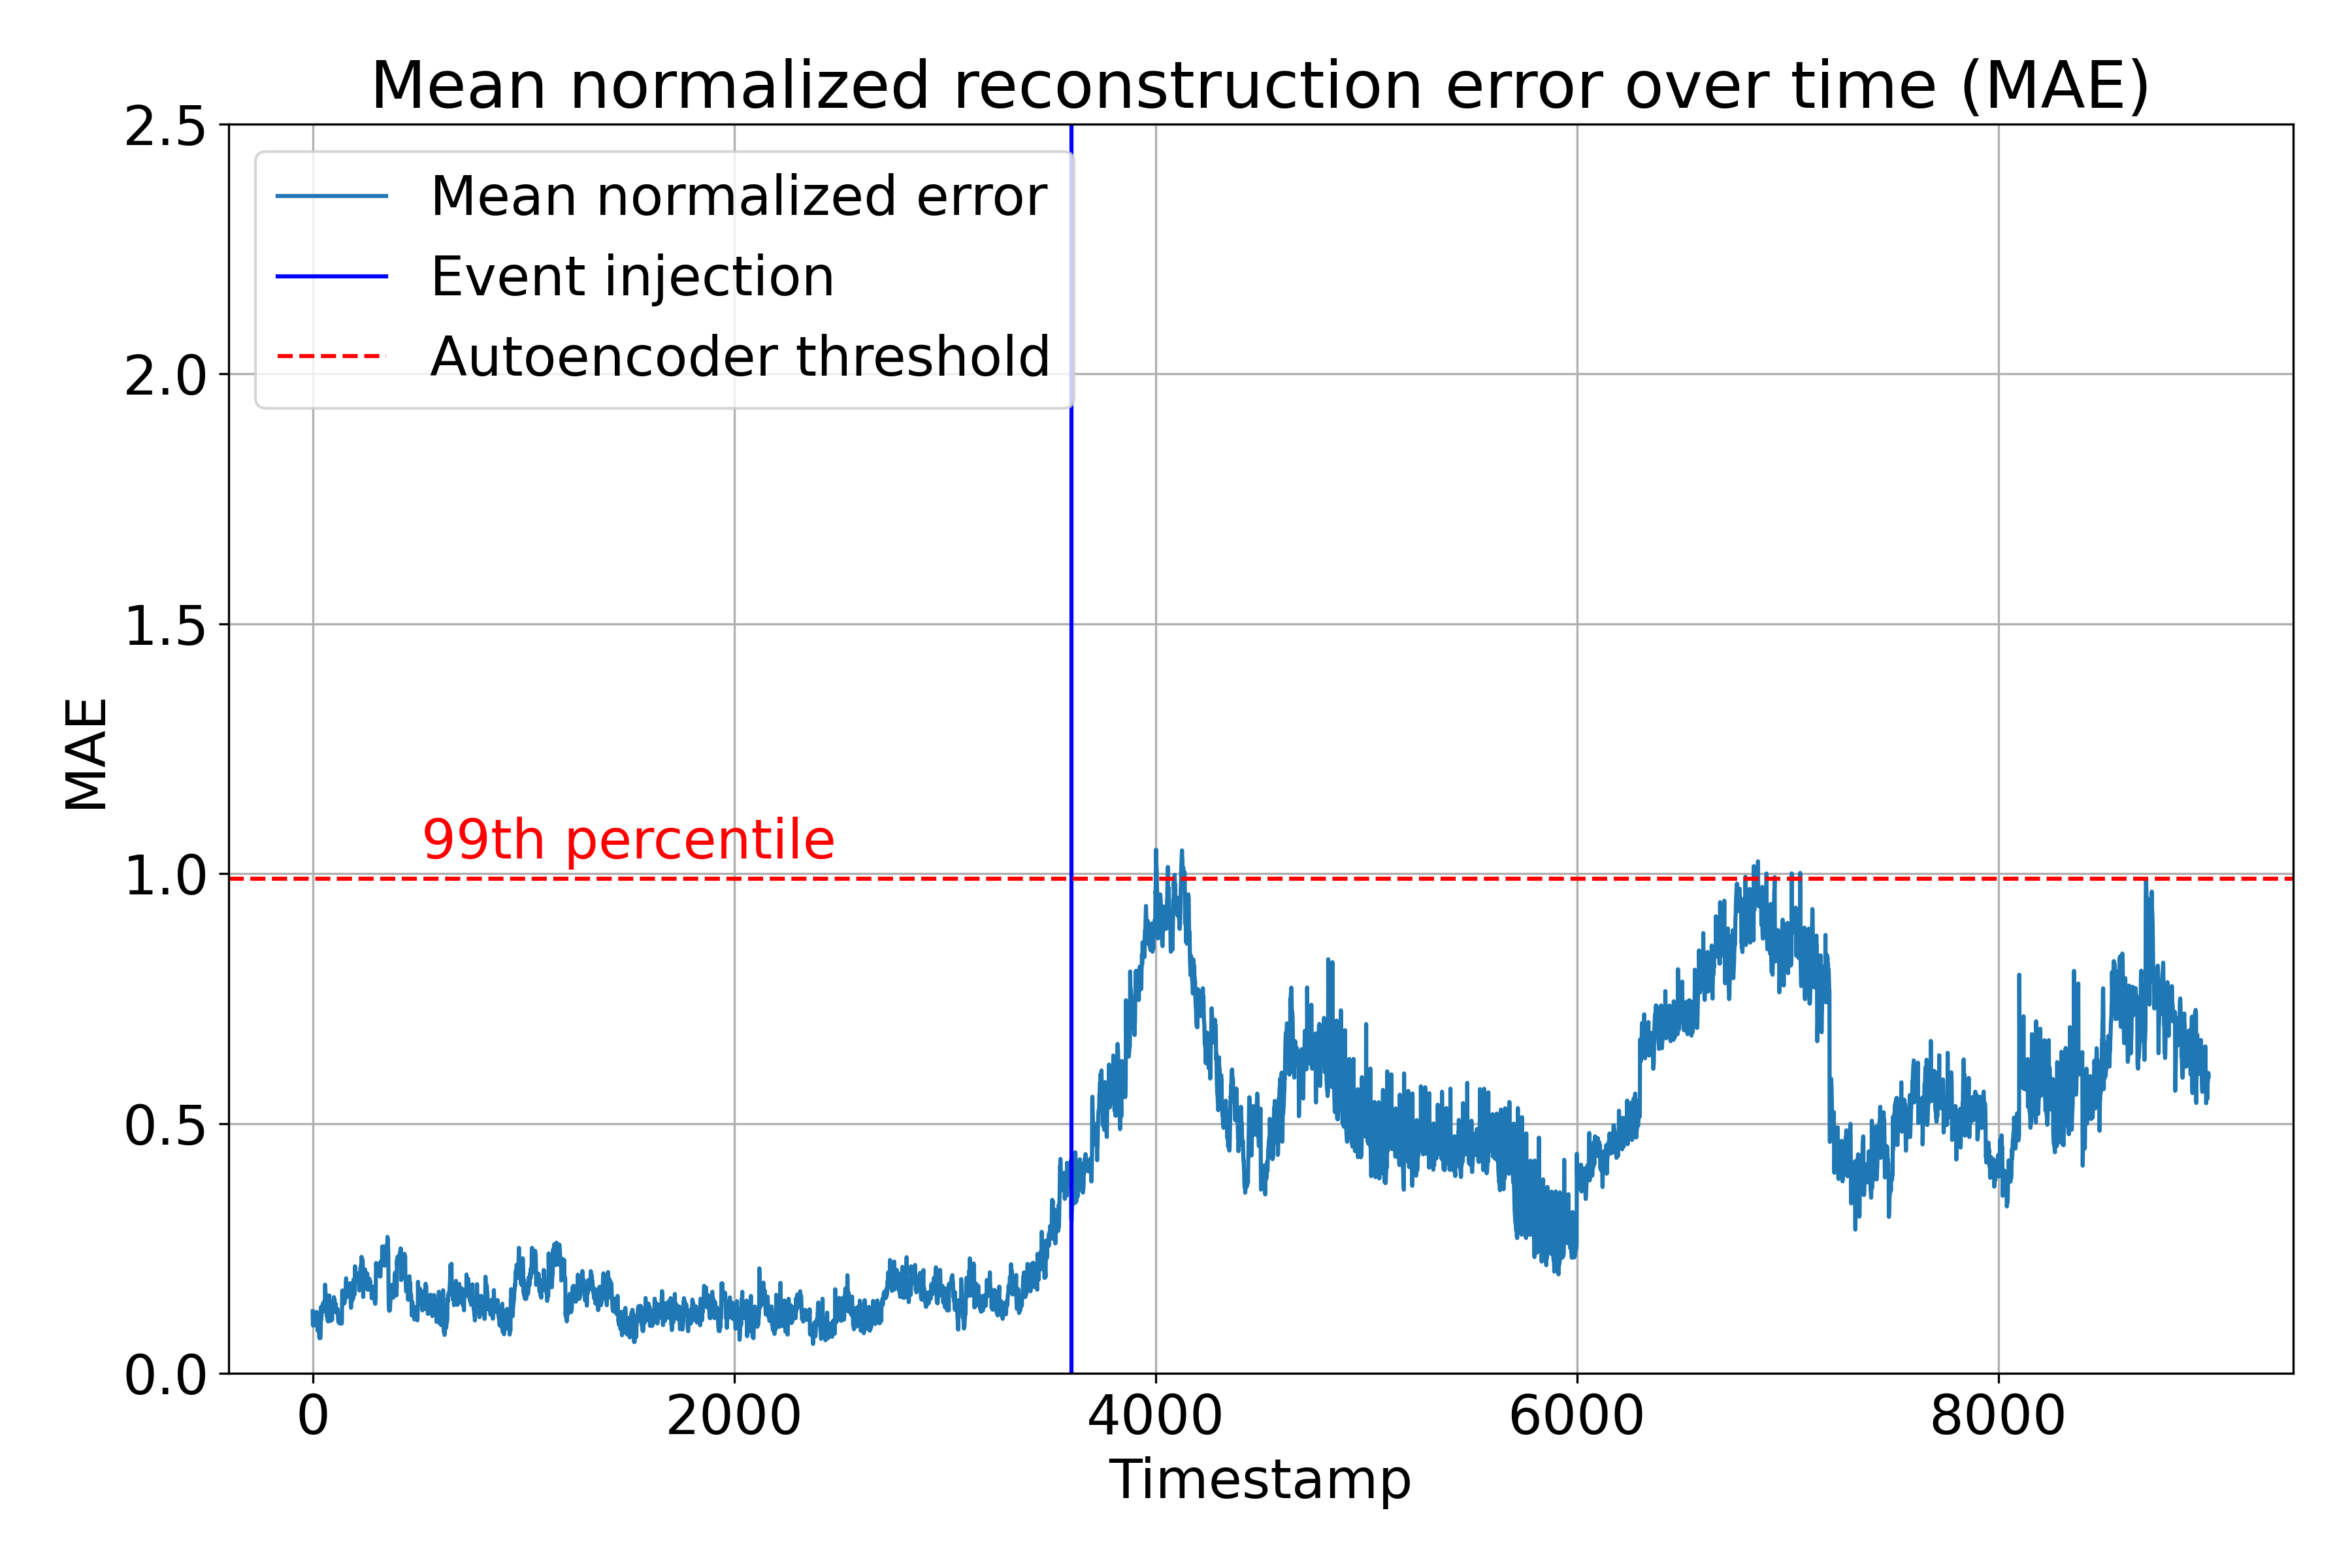 Mean normalized reconstruction error over time (MAE)
2.5
2.0
1.5
1.0
0.5
0.0
MAE
Mean normalized error
Event injection
Autoencoder threshold
99th percentile
0 2000 4000 6000 8000
Timestamp